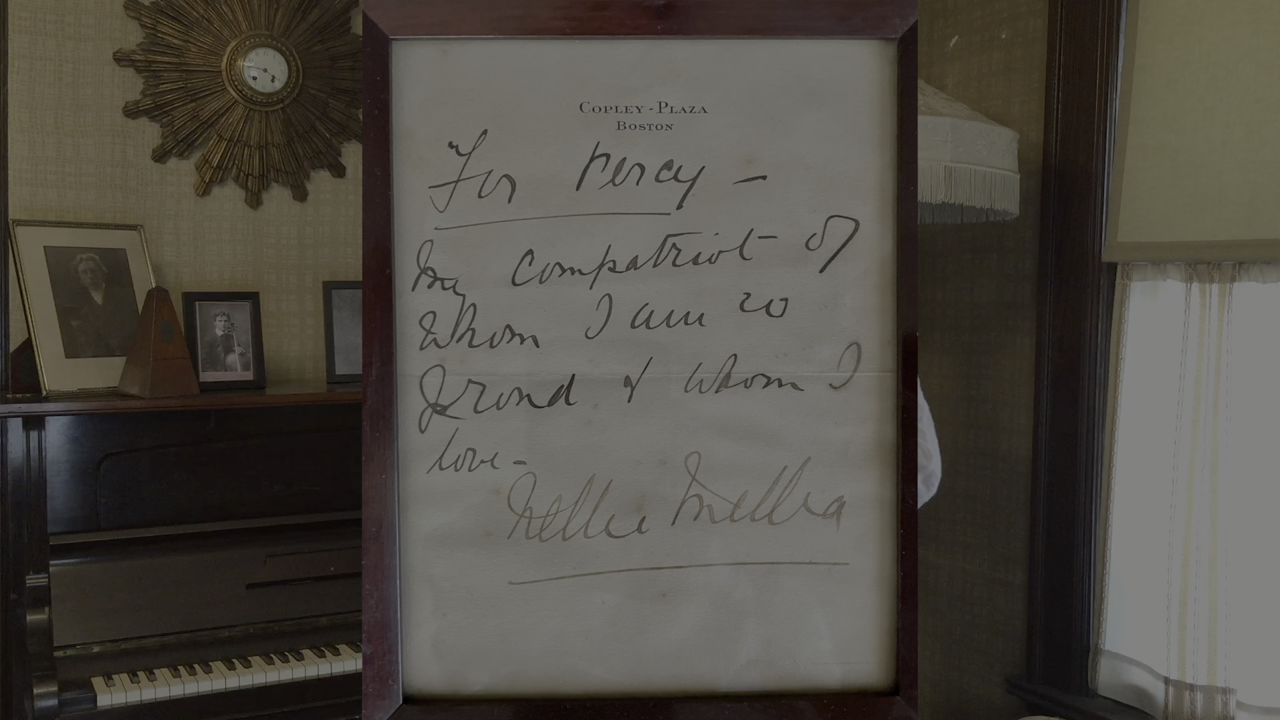 COPLEY-PLAZA
BOSTON
For Percy -
My compatriot of
Whom I am so
proud & Whom I
love -
Nellie Melba